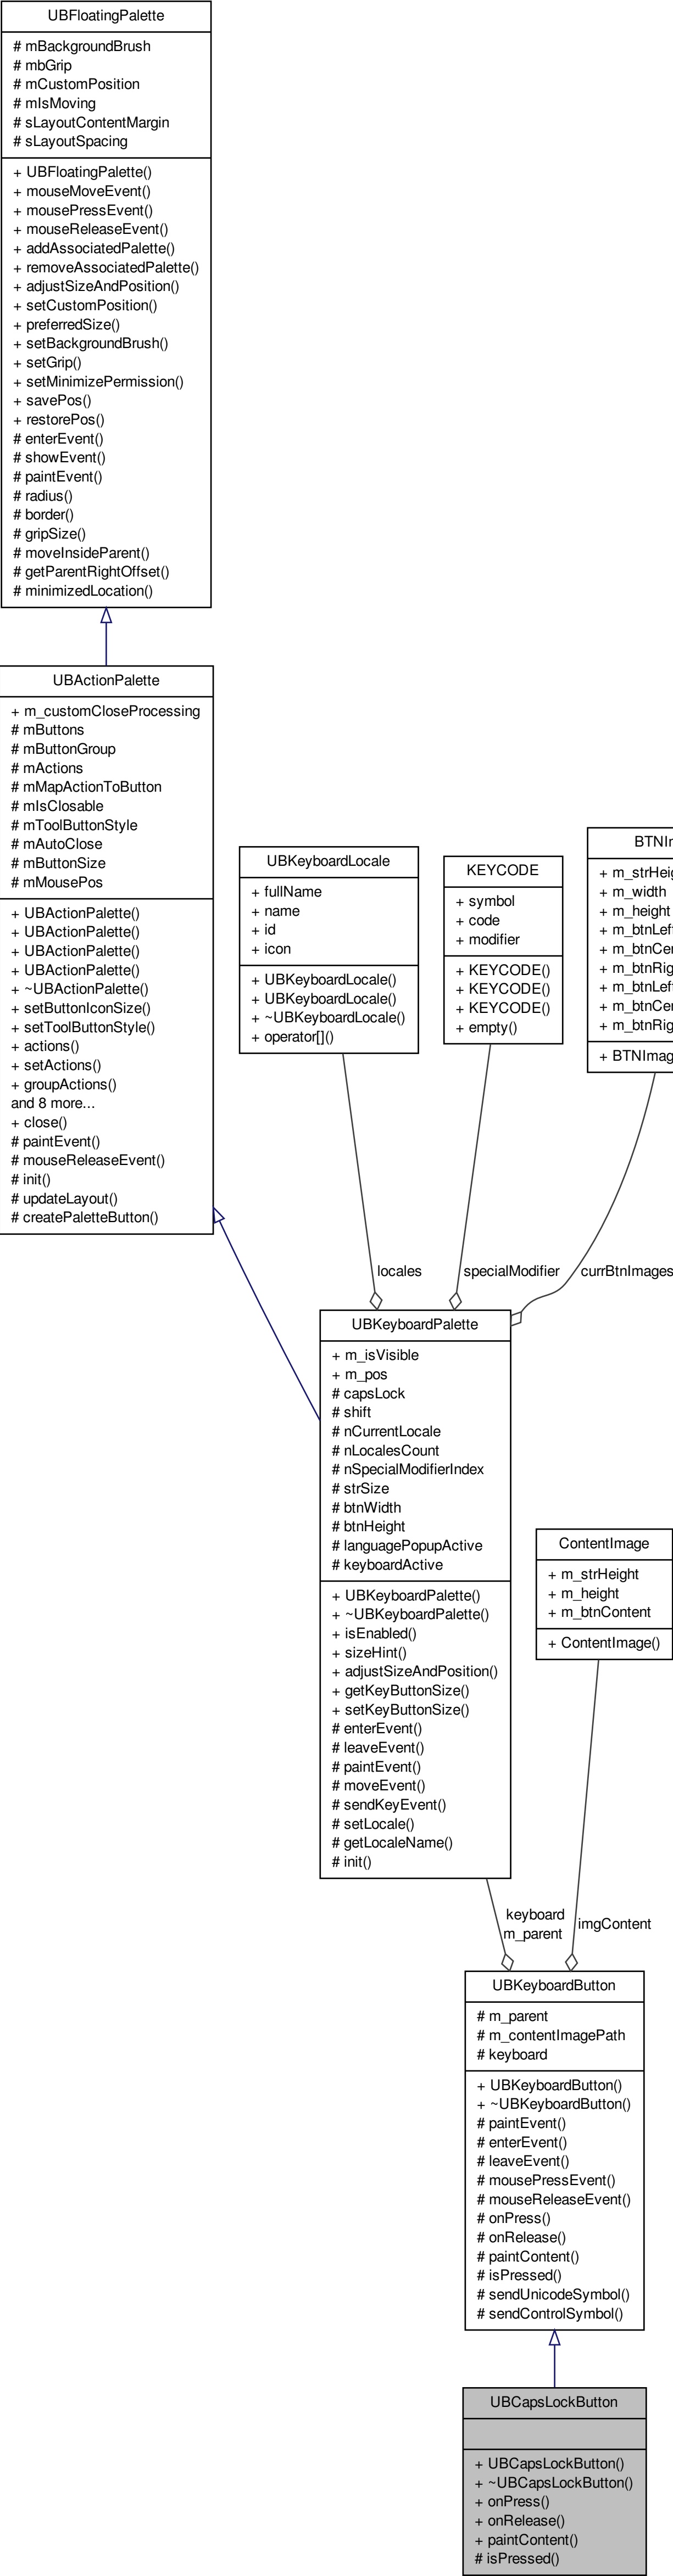 UBFloatingPalette
# mBackgroundBrush
# mbGrip
# mCustomPosition
# mIsMoving
# sLayoutContentMargin
# sLayoutSpacing
+ UBFloatingPalette()
+ mouseMoveEvent()
+ mousePressEvent()
+ mouseReleaseEvent()
+ addAssociatedPalette()
+ removeAssociatedPalette()
+ adjustSizeAndPosition()
+ setCustomPosition()
+ preferredSize()
+ setBackgroundBrush()
+ setGrip()
+ setMinimizePermission()
+ savePos()
+ restorePos()
# enterEvent()
# showEvent()
# paintEvent()
# radius()
# border()
# gripSize()
# moveInsideParent()
# getParentRightOffset()
# minimizedLocation()
UBActionPalette
+ m_customCloseProcessing
# mButtons
# mButtonGroup
# mActions
# mMapActionToButton
# mIsClosable
# mToolButtonStyle
# mAutoClose
# mButtonSize
# mMousePos
+ UBActionPalette()
+ UBActionPalette()
+ UBActionPalette()
+ UBActionPalette()
+ ~UBActionPalette()
+ setButtonIconSize()
+ setToolButtonStyle()
+ actions()
+ setActions()
+ groupActions()
and 8 more...
+ close()
# paintEvent()
# mouseReleaseEvent()
# init()
# updateLayout()
# createPaletteButton()
UBKeyboardLocale
+ fullName
+ name
+ id
+ icon
+ UBKeyboardLocale()
+ UBKeyboardLocale()
+ ~UBKeyboardLocale()
+ operator[]()
KEYCODE
+ symbol
+ code
+ modifier
+ KEYCODE()
+ KEYCODE()
+ KEYCODE()
+ empty()
+ m_width
+ m_height
locales
specialModifier
currBtnImages
UBKeyboardPalette
+ m_isVisible
+ m_pos
# capsLock
# shift
# nCurrentLocale
# nLocalesCount
# nSpecialModifierIndex
# strSize
# btnWidth
# btnHeight
# languagePopupActive
# keyboardActive
+ UBKeyboardPalette()
+ ~UBKeyboardPalette()
+ isEnabled()
+ sizeHint()
+ adjustSizeAndPosition()
+ getKeyButtonSize()
+ setKeyButtonSize()
# enterEvent()
# leaveEvent()
# paintEvent()
# moveEvent()
# sendKeyEvent()
# setLocale()
# getLocaleName()
# init()
ContentImage
+ m_strHeight
+ m_height
+ m_btnContent
+ ContentImage()
keyboard
m_parent
imgContent
UBKeyboardButton
# m_parent
# m_contentImagePath
# keyboard
+ UBKeyboardButton()
+ ~UBKeyboardButton()
# paintEvent()
# enterEvent()
# leaveEvent()
# mousePressEvent()
# mouseReleaseEvent()
# onPress()
# onRelease()
# paintContent()
# isPressed()
# sendUnicodeSymbol()
# sendControlSymbol()
UBCapsLockButton
+ UBCapsLockButton()
+ ~UBCapsLockButton()
+ onPress()
+ onRelease()
+ paintContent()
# isPressed()